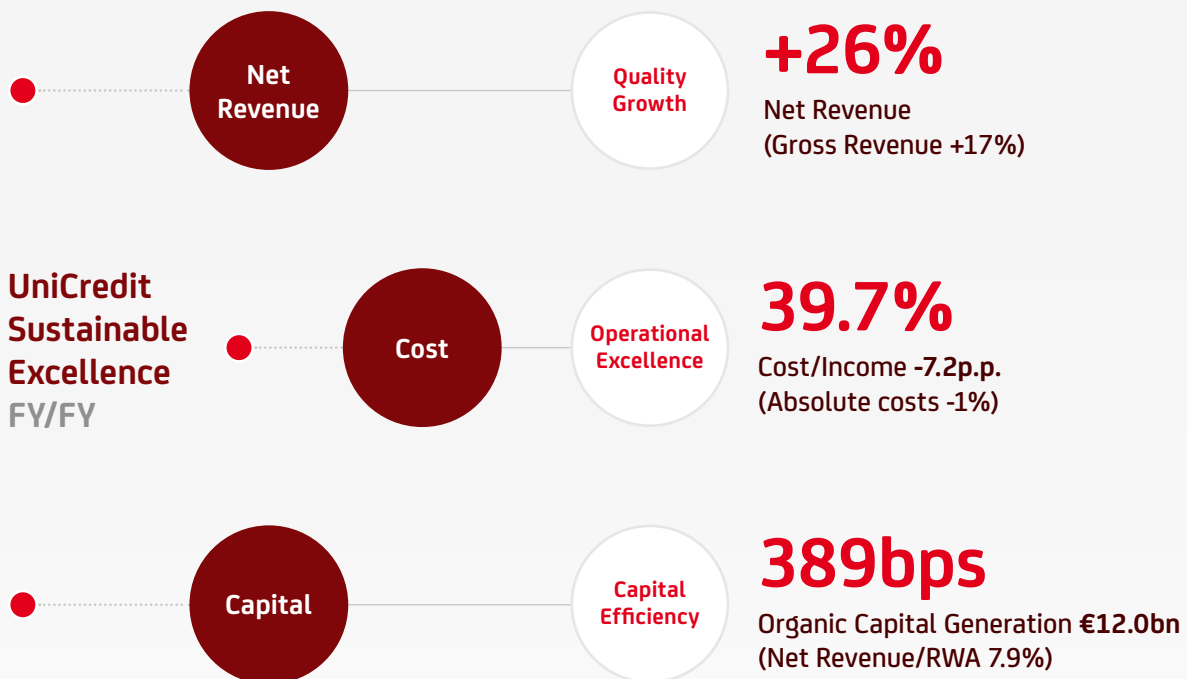 Net
Revenue
Quality
Growth
+26%
Net Revenue
(Gross Revenue +17%)
UniCredit
Sustainable
Excellence
FY/FY
Cost
Operational
Excellence
39.7%
Cost/Income -7.2p.p.
(Absolute costs -1%)
Capital
Capital
Efficiency
389bps
Organic Capital Generation €12.0bn
(Net Revenue/RWA 7.9%)